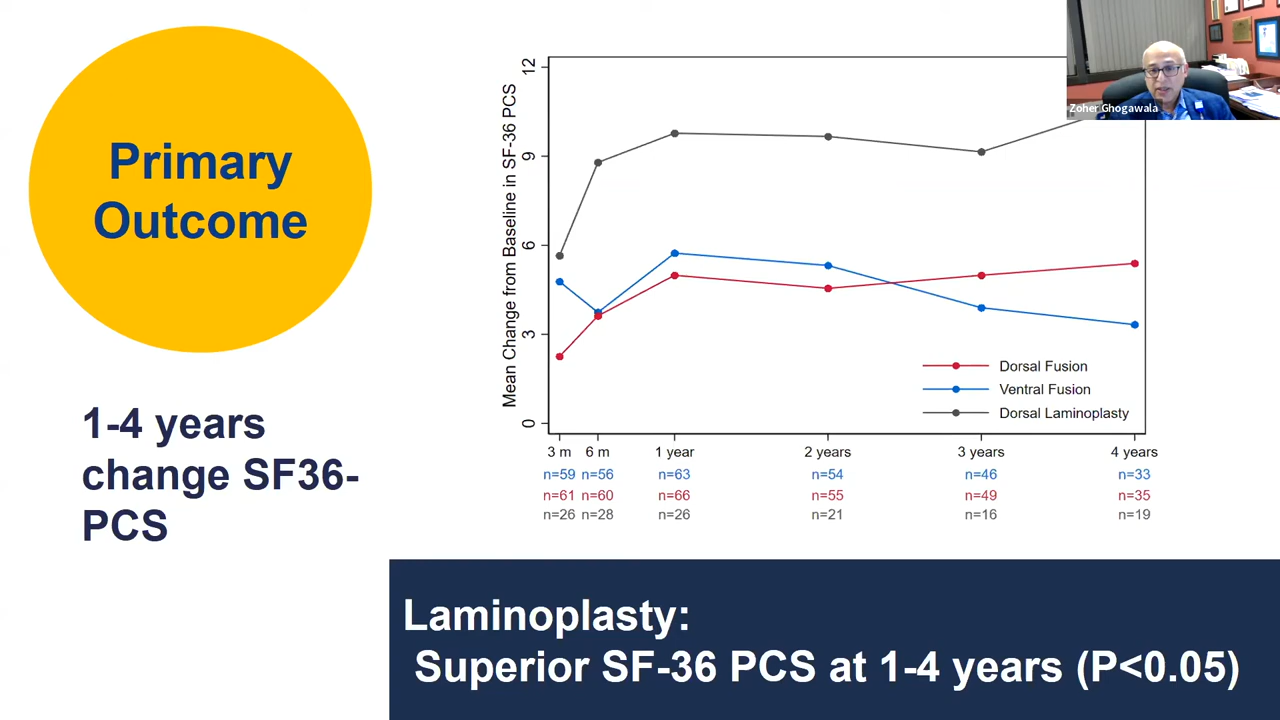 Primary
Outcome
1-4 years
change SF36-
PCS
Mean Change from Baseline in SF-36 PCS
12
9
6
3
0
Dorsal Fusion
Ventral Fusion
Dorsal Laminoplasty
3 m 6 m 1 year 2 years 3 years 4 years
n=59 n=56 n=63 n=54 n=46 n=33
n=61 n=60 n=66 n=55 n=49 n=35
n=26 n=28 n=26 n=21 n=16 n=19
Zoher Ghogawala
Laminoplasty:
Superior SF-36 PCS at 1-4 years (P<0.05)